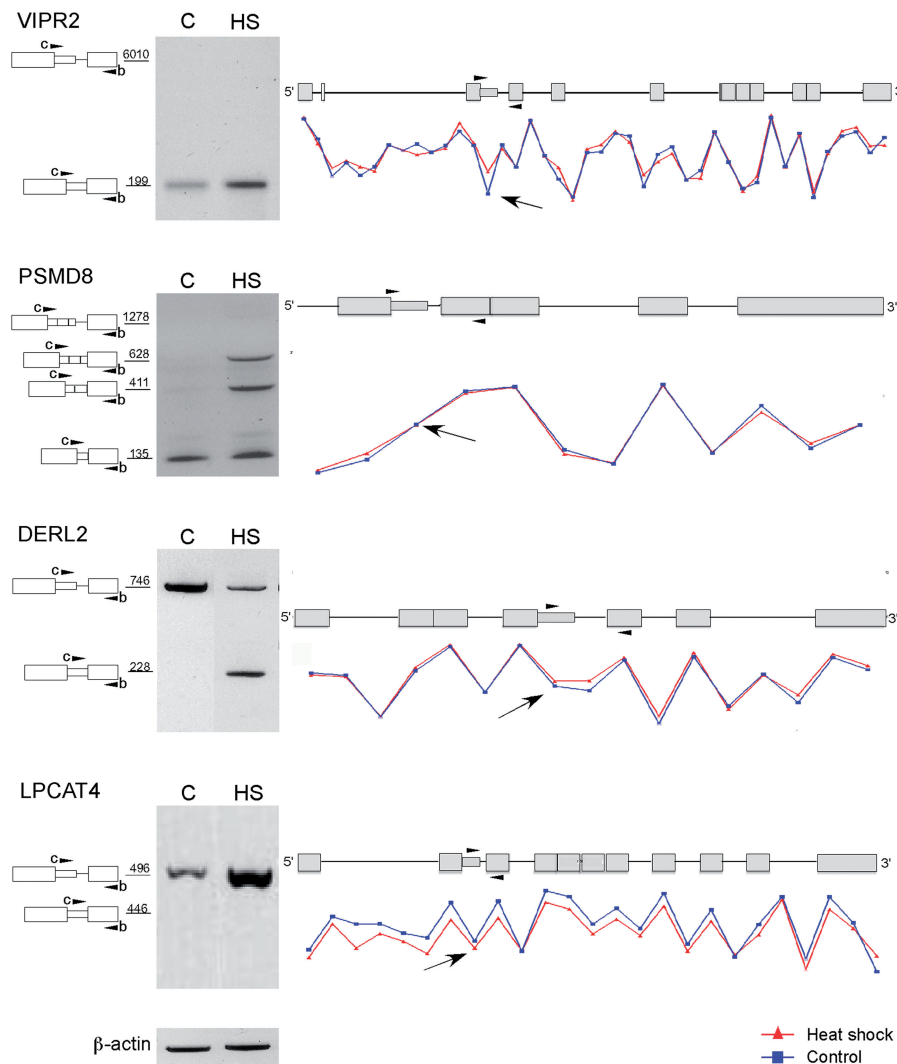 VIPR2
C HS
c
6010
b
5' 3'
c
199
b
PSMD8
C HS
c
1278
b
c
628
b
c
411
b
c
135
b
5' 3'
DERL2
C HS
c
746
b
c
228
b
5' 3'
LPCAT4
C HS
c
496
b
c
446
b
5' 3'
β-actin
Heat shock
Control